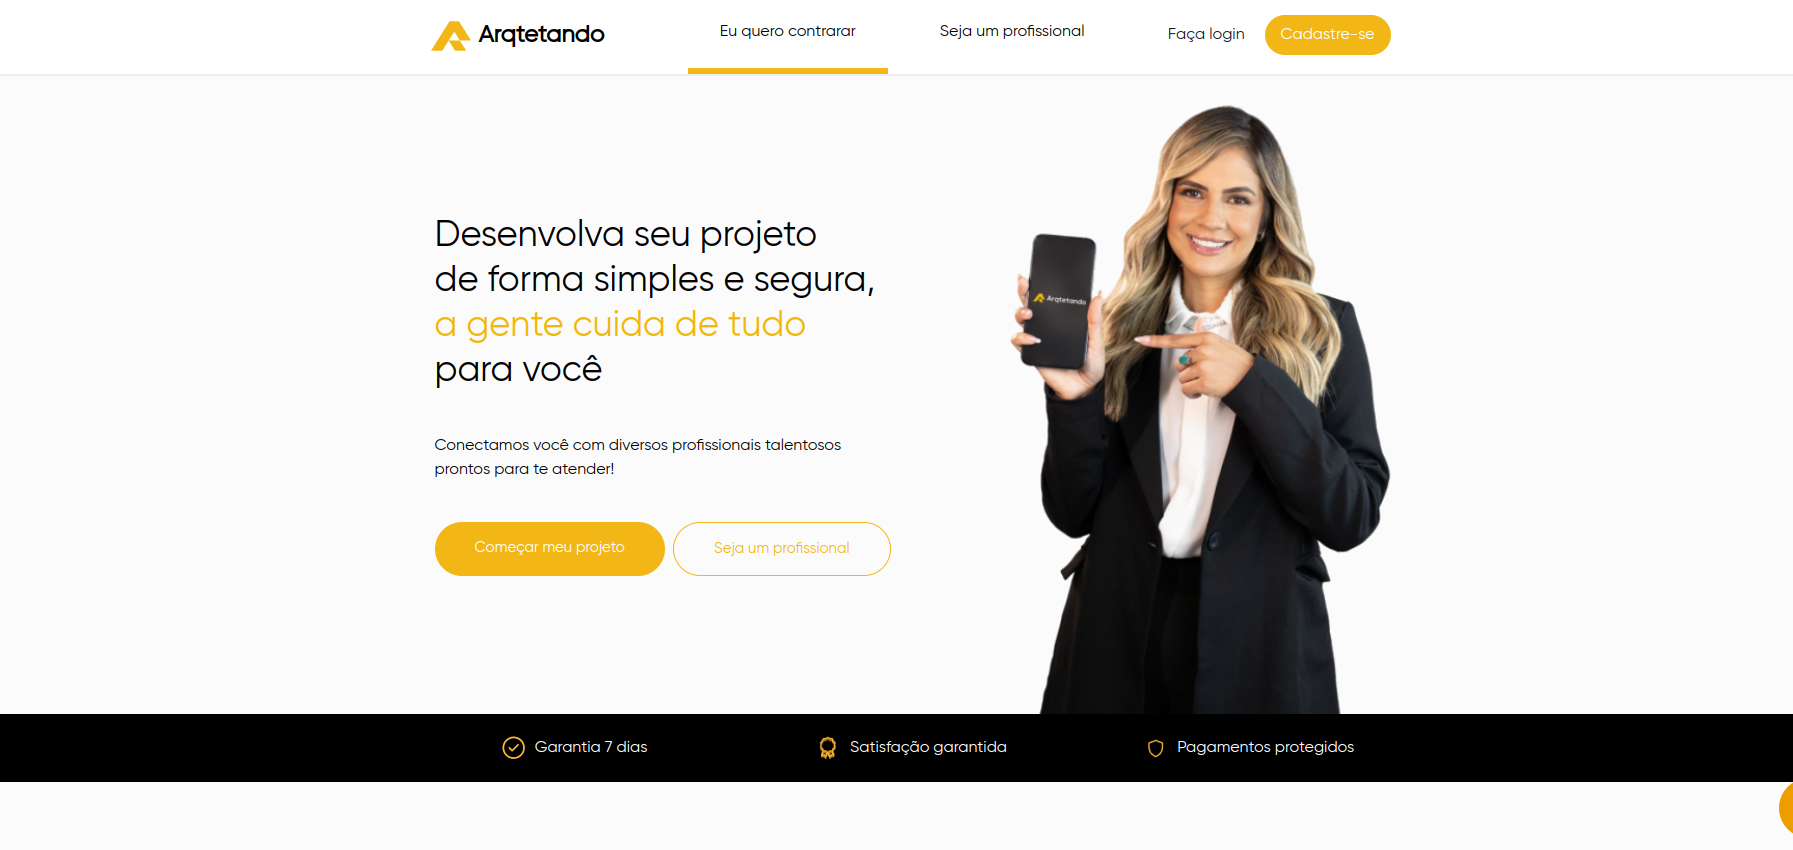 Arqtetando
Eu quero contrarar
Seja um profissional
Faça login
Cadastre-se
Desenvolva seu projeto
de forma simples e segura,
a gente cuida de tudo
para você
Arqtetando
Conectamos você com diversos profissionais talentosos
prontos para te atender!
Começar meu projeto
Seja um profissional
Garantia 7 dias
Satisfação garantida
Pagamentos protegidos